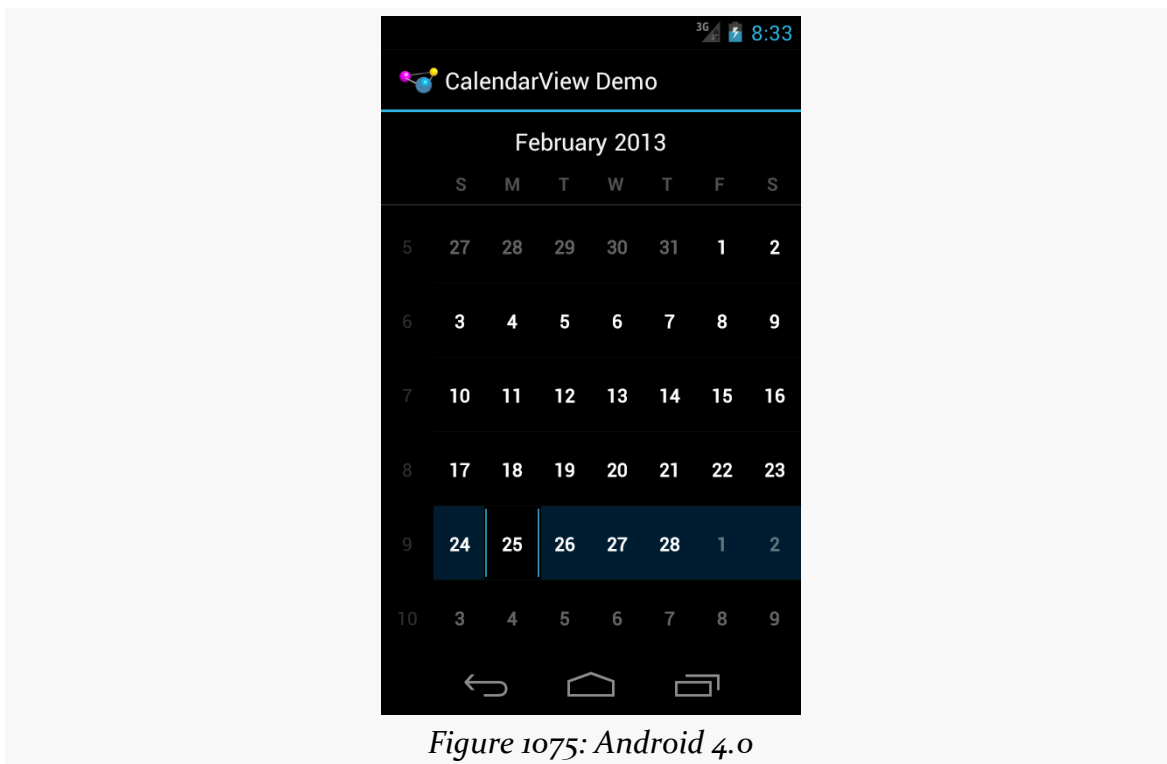 3G 8:33
CalendarView Demo
February 2013
S M T W T F S
5 27 28 29 30 31 1 2
6 3 4 5 6 7 8 9
7 10 11 12 13 14 15 16
8 17 18 19 20 21 22 23
9 24 25 26 27 28 1 2
10 3 4 5 6 7 8 9
Figure 1075: Android 4.0